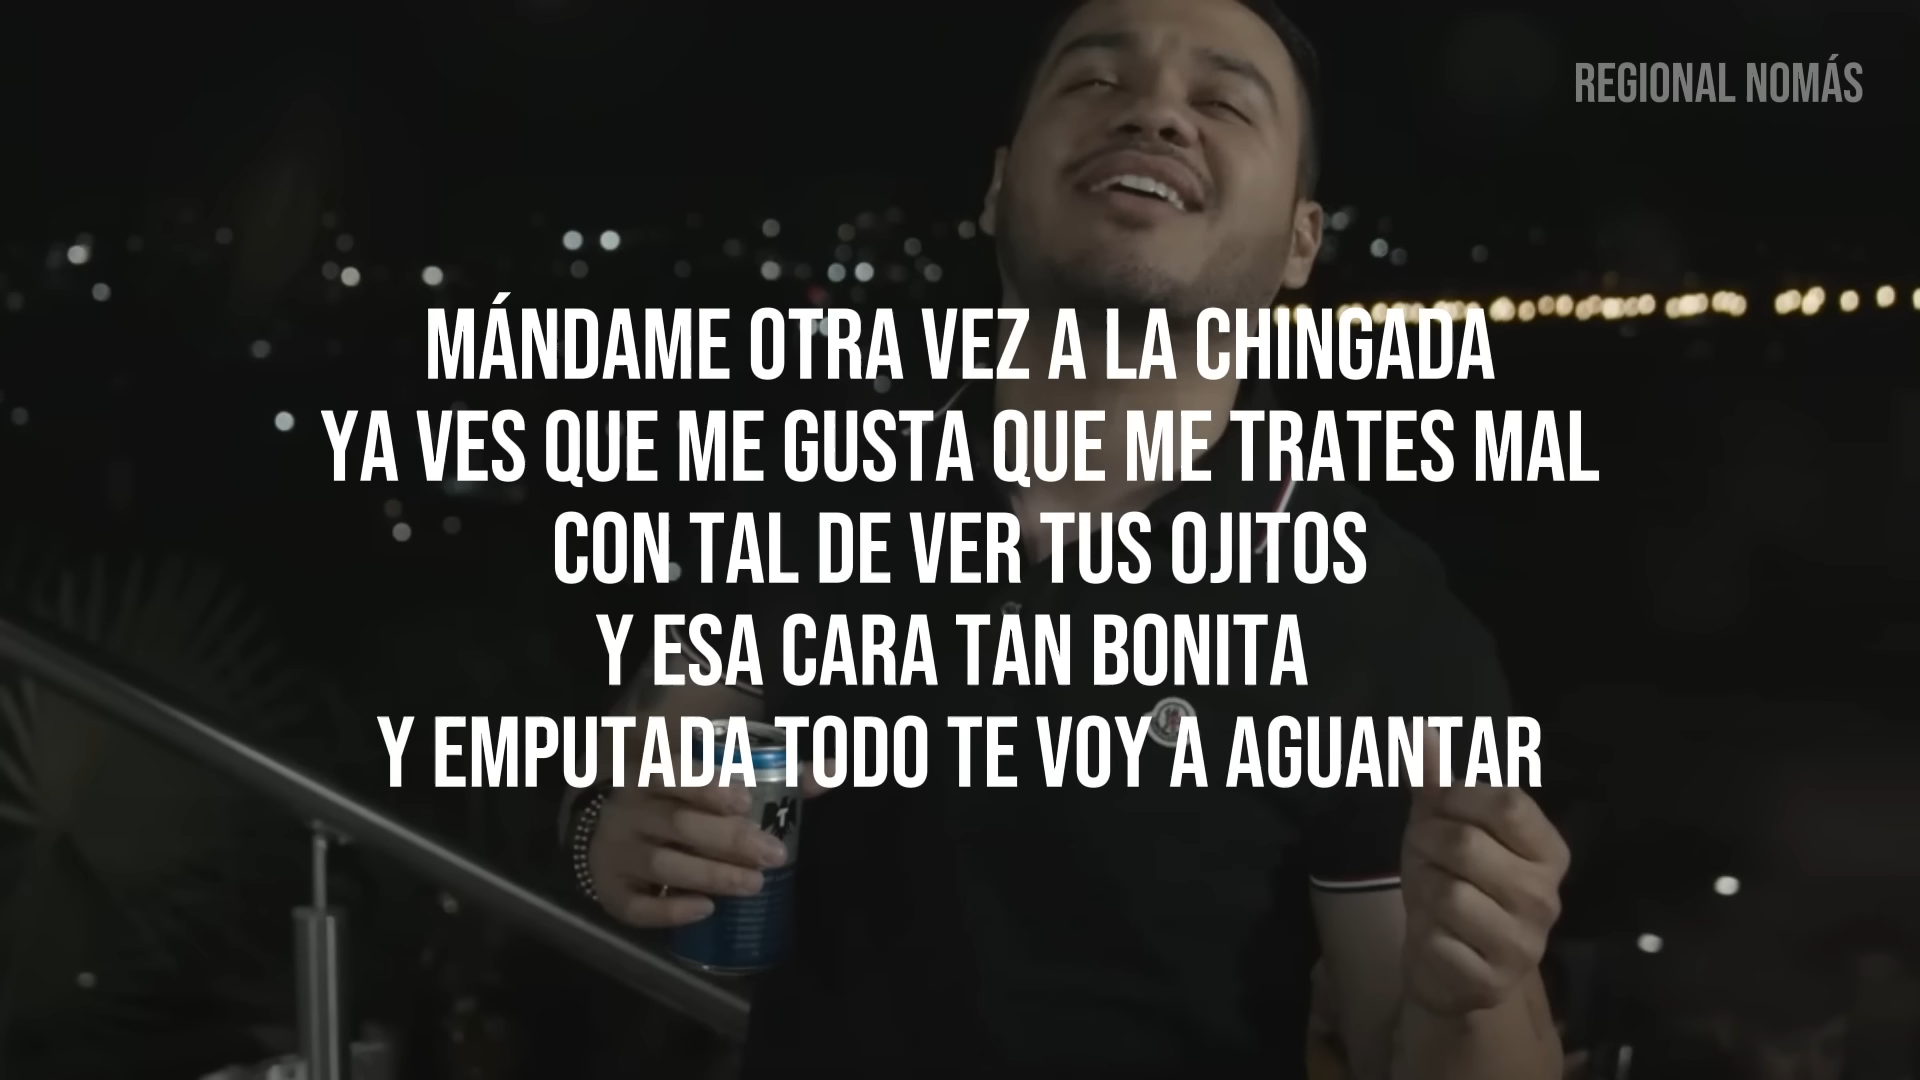 REGIONAL NOMÁS
MÁNDAME OTRA VEZ A LA CHINGADA
YA VES QUE ME GUSTA QUE ME TRATES MAL
CON TAL DE VER TUS OJITOS
Y ESA CARA TAN BONITA
Y EMPUTADA TODO TE VOY A AGUANTAR